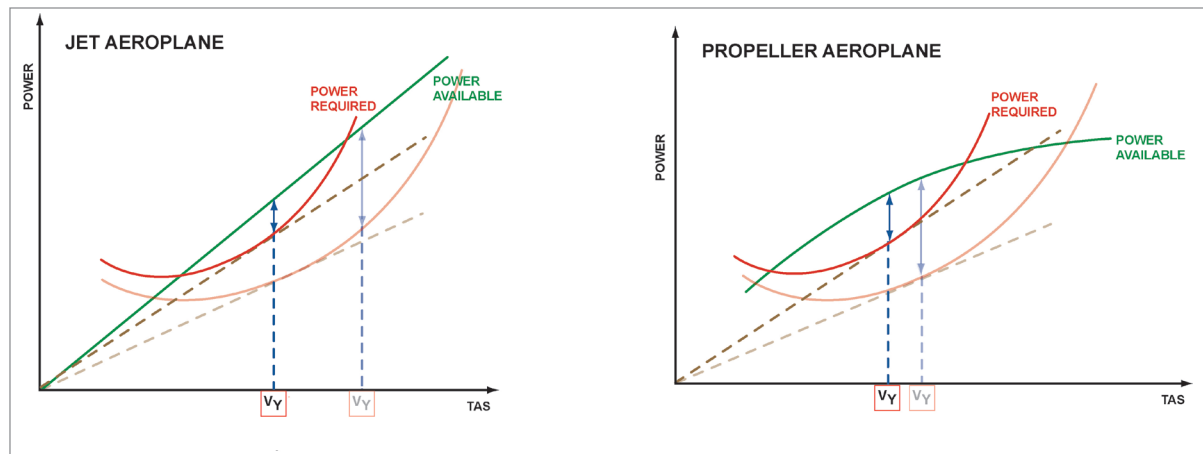 JET AEROPLANE
POWER
POWER
REQUIRED
POWER
AVAILABLE
VY
VY
TAS
PROPELLER AEROPLANE
POWER
POWER
REQUIRED
POWER
AVAILABLE
VY
VY
TAS